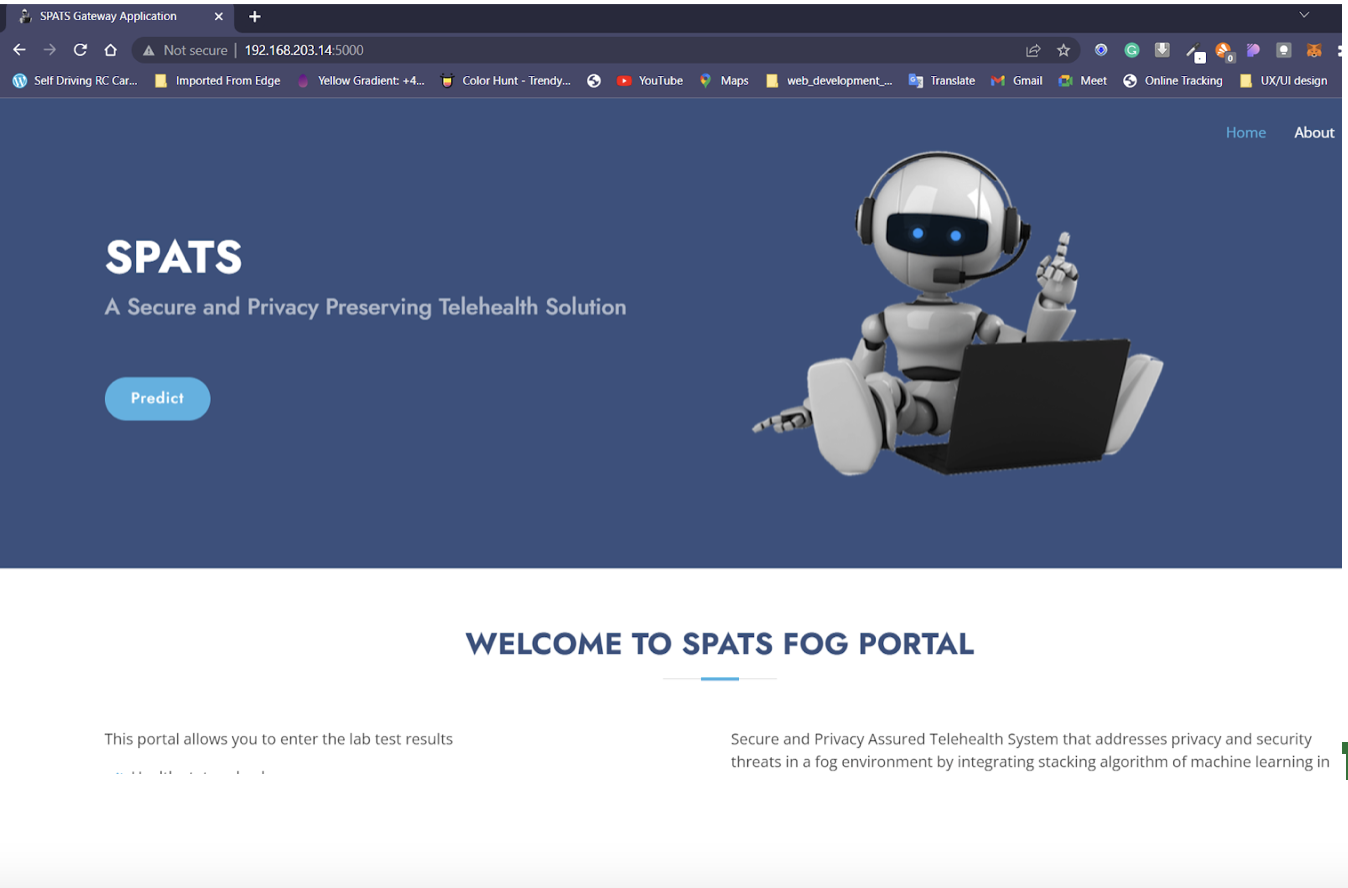 SPATS Gateway Application
Not secure | 192.168.203.14:5000
0
Self Driving RC Car... Imported From Edge Yellow Gradient: +4... Color Hunt - Trendy... YouTube Maps web_development_... Translate Gmail Meet Online Tracking UX/UI design
Home About
SPATS
A Secure and Privacy Preserving Telehealth Solution
Predict
WELCOME TO SPATS FOG PORTAL
This portal allows you to enter the lab test results
Secure and Privacy Assured Telehealth System that addresses privacy and security
threats in a fog environment by integrating stacking algorithm of machine learning in